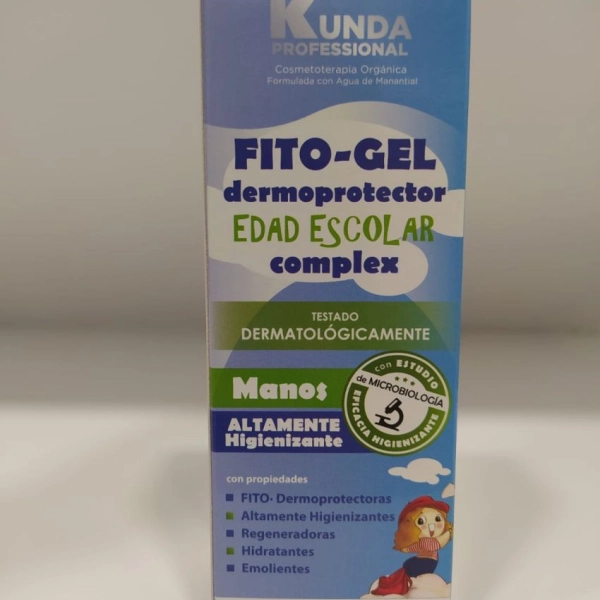 KUNDA
PROFESSIONAL
Cosmetoterapia Orgánica
Formulada con Agua de Manantial
FITO-GEL
dermoprotector
EDAD ESCOLAR
complex
TESTADO
DERMATOLÓGICAMENTE
Manos
ALTAMENTE
Higienizante
con ESTUDIO
de MICROBIOLOGÍA
EFICACIA HIGIENIZANTE
con propiedades
FITO- Dermoprotectoras
Altamente Higienizantes
Regeneradoras
Hidratantes
Emolientes